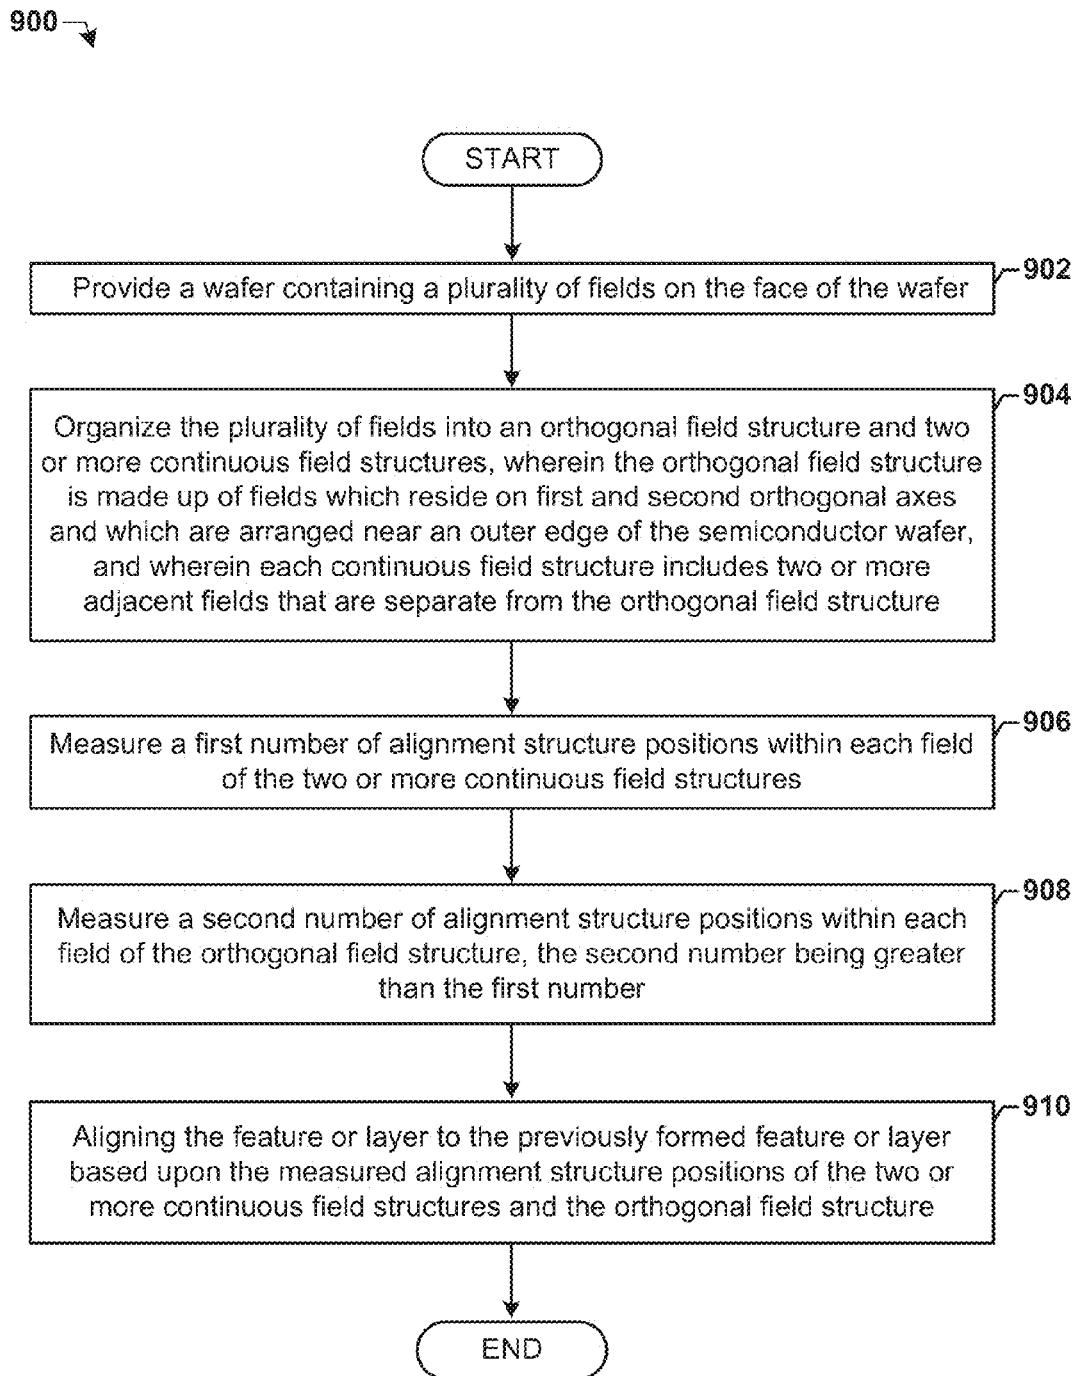 900
START
902
Provide a wafer containing a plurality of fields on the face of the wafer
904
Organize the plurality of fields into an orthogonal field structure and two
or more continuous field structures, wherein the orthogonal field structure
is made up of fields which reside on first and second orthogonal axes
and which are arranged near an outer edge of the semiconductor wafer,
and wherein each continuous field structure includes two or more
adjacent fields that are separate from the orthogonal field structure
906
Measure a first number of alignment structure positions within each field
of the two or more continuous field structures
908
Measure a second number of alignment structure positions within each
field of the orthogonal field structure, the second number being greater
than the first number
910
Aligning the feature or layer to the previously formed feature or layer
based upon the measured alignment structure positions of the two or
more continuous field structures and the orthogonal field structure
END